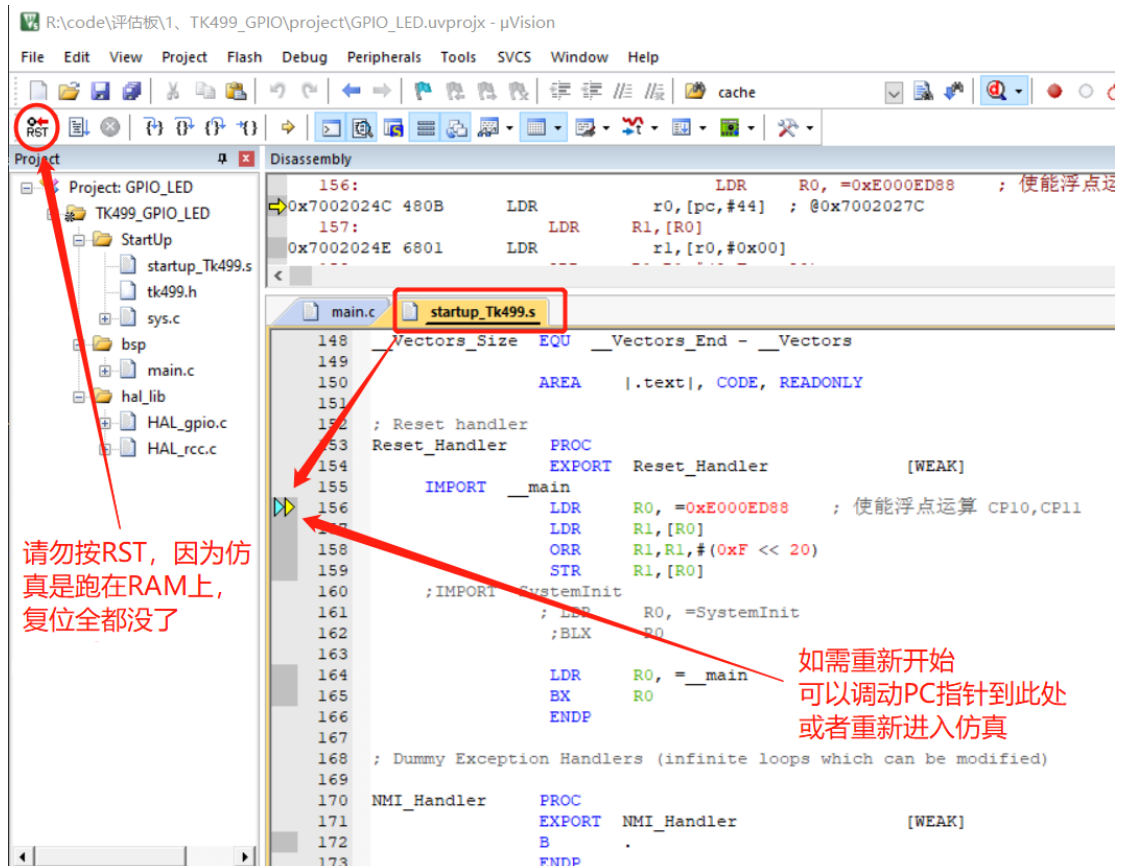 R:\code\评估板\1、TK499_GPIO\project\GPIO_LED.uvprojx - µVision
File Edit View Project Flash Debug Peripherals Tools SVCS Window Help
cache
RST
Project
Project: GPIO_LED
TK499_GPIO_LED
StartUp
startup_Tk499.s
tk499.h
sys.c
bsp
main.c
hal_lib
HAL_gpio.c
HAL_rcc.c
请勿按RST，因为仿
真是跑在RAM上，
复位全都没了
Disassembly
156: LDR R0, =0xE000ED88 ; 使能浮点运
0x7002024C 480B LDR r0,[pc,#44] ; @0x7002027C
157: LDR R1,[R0]
0x7002024E 6801 LDR r1,[r0,#0x00]
main.c startup_Tk499.s
148 __Vectors_Size EQU __Vectors_End - __Vectors
149
150 AREA |.text|, CODE, READONLY
151
152 ; Reset handler
153 Reset_Handler PROC
154 EXPORT Reset_Handler [WEAK]
155 IMPORT __main
156 LDR R0, =0xE000ED88 ; 使能浮点运算 CP10,CP11
157 LDR R1,[R0]
158 ORR R1,R1,#(0xF << 20)
159 STR R1,[R0]
160 ;IMPORT SystemInit
161 ; LDR R0, =SystemInit
162 ;BLX R0
163
164 LDR R0, =__main
165 BX R0
166 ENDP
167
168 ; Dummy Exception Handlers (infinite loops which can be modified)
169
170 NMI_Handler PROC
171 EXPORT NMI_Handler [WEAK]
172 B .
173 ENDP
如需重新开始
可以调动PC指针到此处
或者重新进入仿真